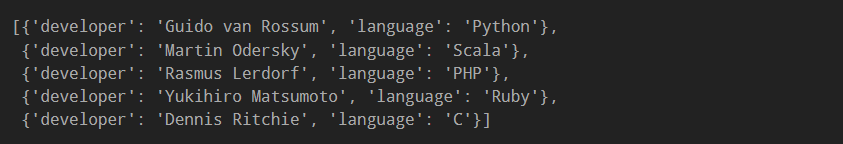 [{'developer': 'Guido van Rossum', 'language': 'Python'},
 {'developer': 'Martin Odersky', 'language': 'Scala'},
 {'developer': 'Rasmus Lerdorf', 'language': 'PHP'},
 {'developer': 'Yukihiro Matsumoto', 'language': 'Ruby'},
 {'developer': 'Dennis Ritchie', 'language': 'C'}]